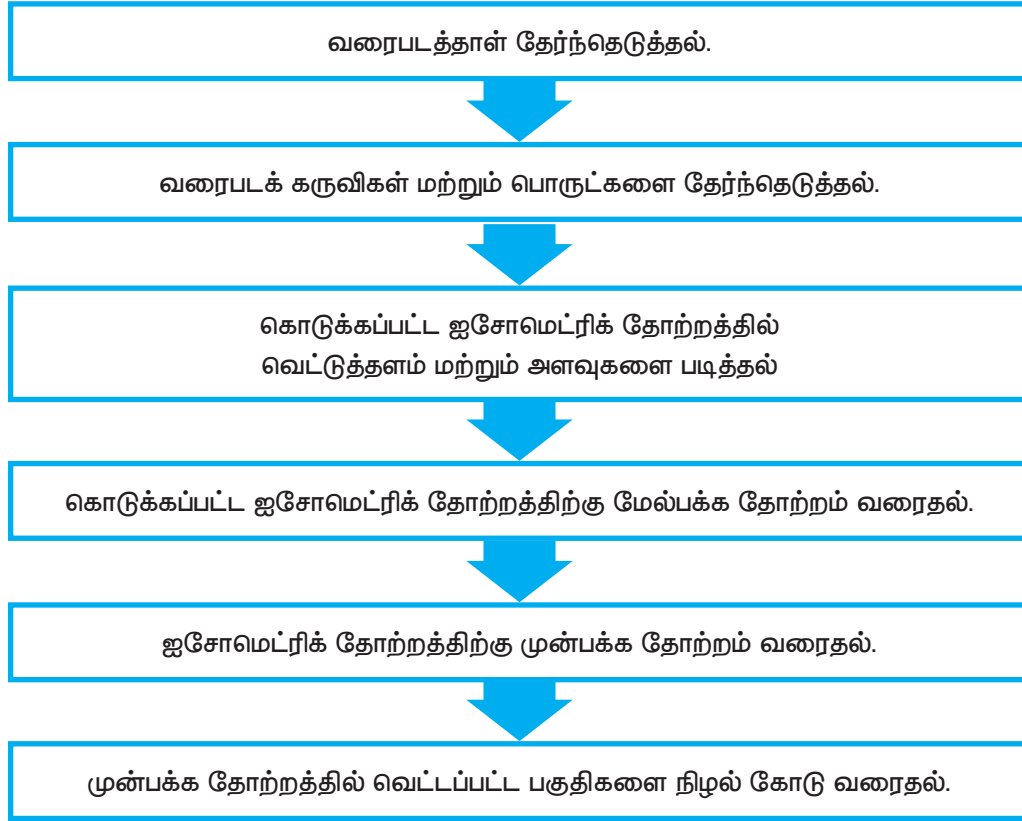 வரைபடத்தாள் தேர்ந்தெடுத்தல்.
வரைபடக் கருவிகள் மற்றும் பொருட்களை தேர்ந்தெடுத்தல்.
கொடுக்கப்பட்ட ஐசோமெட்ரிக் தோற்றத்தில்
வெட்டுத்தளம் மற்றும் அளவுகளை படித்தல்
கொடுக்கப்பட்ட ஐசோமெட்ரிக் தோற்றத்திற்கு மேல்பக்க தோற்றம் வரைதல்.
ஐசோமெட்ரிக் தோற்றத்திற்கு முன்பக்க தோற்றம் வரைதல்.
முன்பக்க தோற்றத்தில் வெட்டப்பட்ட பகுதிகளை நிழல் கோடு வரைதல்.